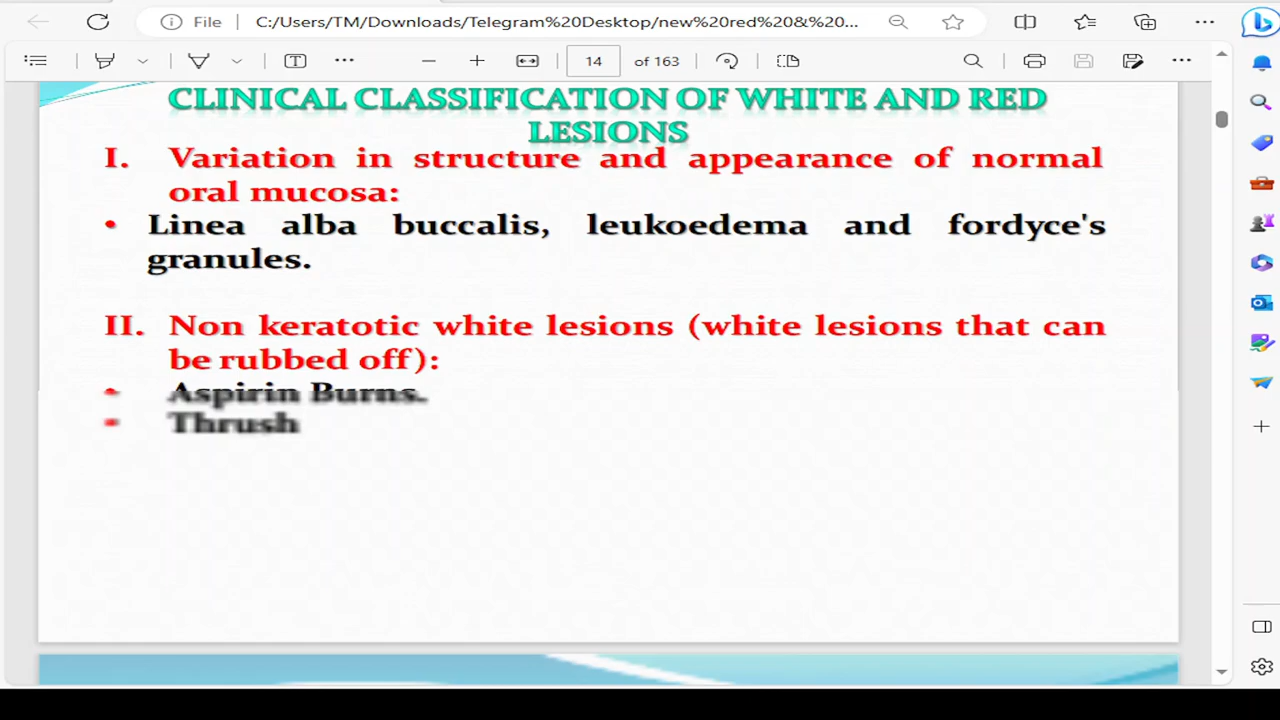 File
C:/Users/TM/Downloads/Telegram%20Desktop/new%20red%20&%20...
14 of 163
CLINICAL CLASSIFICATION OF WHITE AND RED
LESIONS
I. Variation in structure and appearance of normal
oral mucosa:
• Linea alba buccalis, leukoedema and fordyce's
granules.
II. Non keratotic white lesions (white lesions that can
be rubbed off):
• Aspirin Burns.
• Thrush